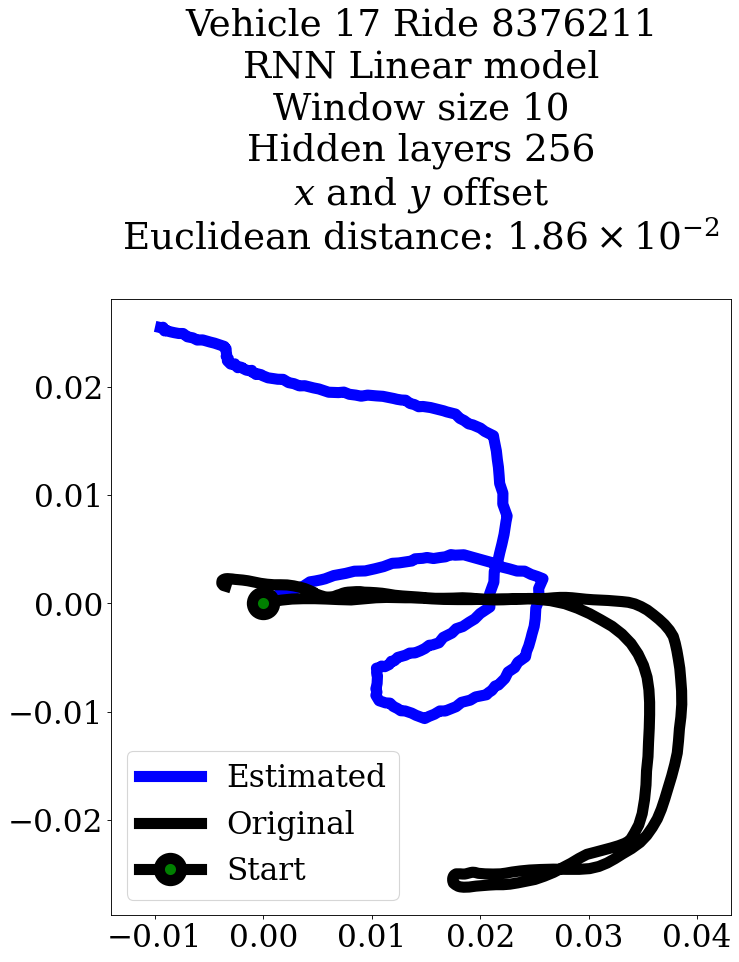 Vehicle 17 Ride 8376211
RNN Linear model
Window size 10
Hidden layers 256
x and y offset
Euclidean distance: 1.86 × 10⁻²
0.02
0.01
0.00
−0.01
−0.02
Estimated
Original
Start
−0.01 0.00 0.01 0.02 0.03 0.04